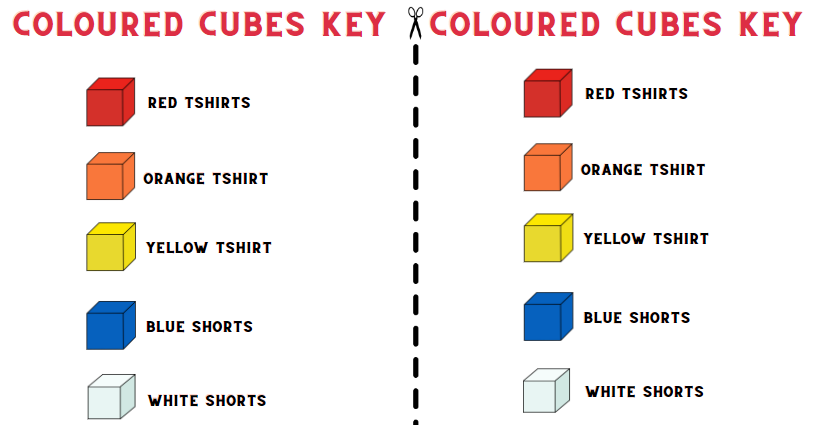 COLOURED CUBES KEY
RED TSHIRTS
ORANGE TSHIRT
YELLOW TSHIRT
BLUE SHORTS
WHITE SHORTS
COLOURED CUBES KEY
RED TSHIRTS
ORANGE TSHIRT
YELLOW TSHIRT
BLUE SHORTS
WHITE SHORTS